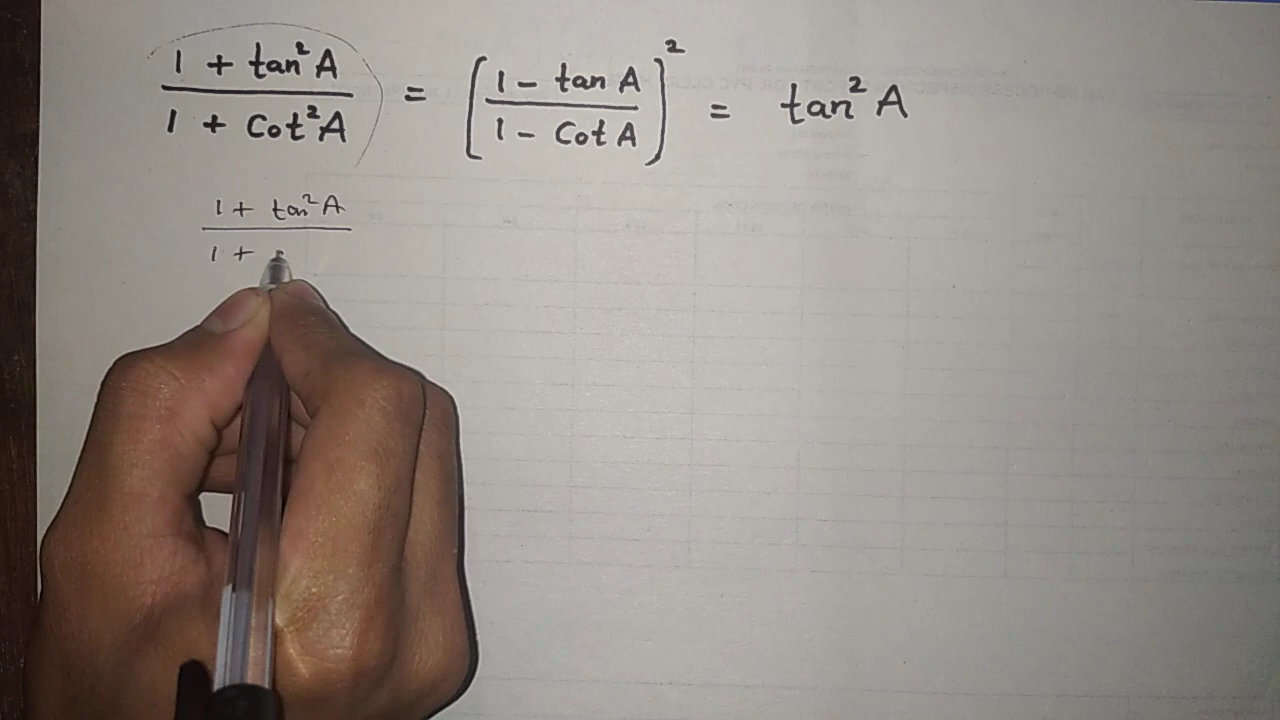 (1 + tan²A)/(1 + Cot²A) = [(1 - tan A)/(1 - Cot A)]² = tan²A
1 + tan²A
1 +